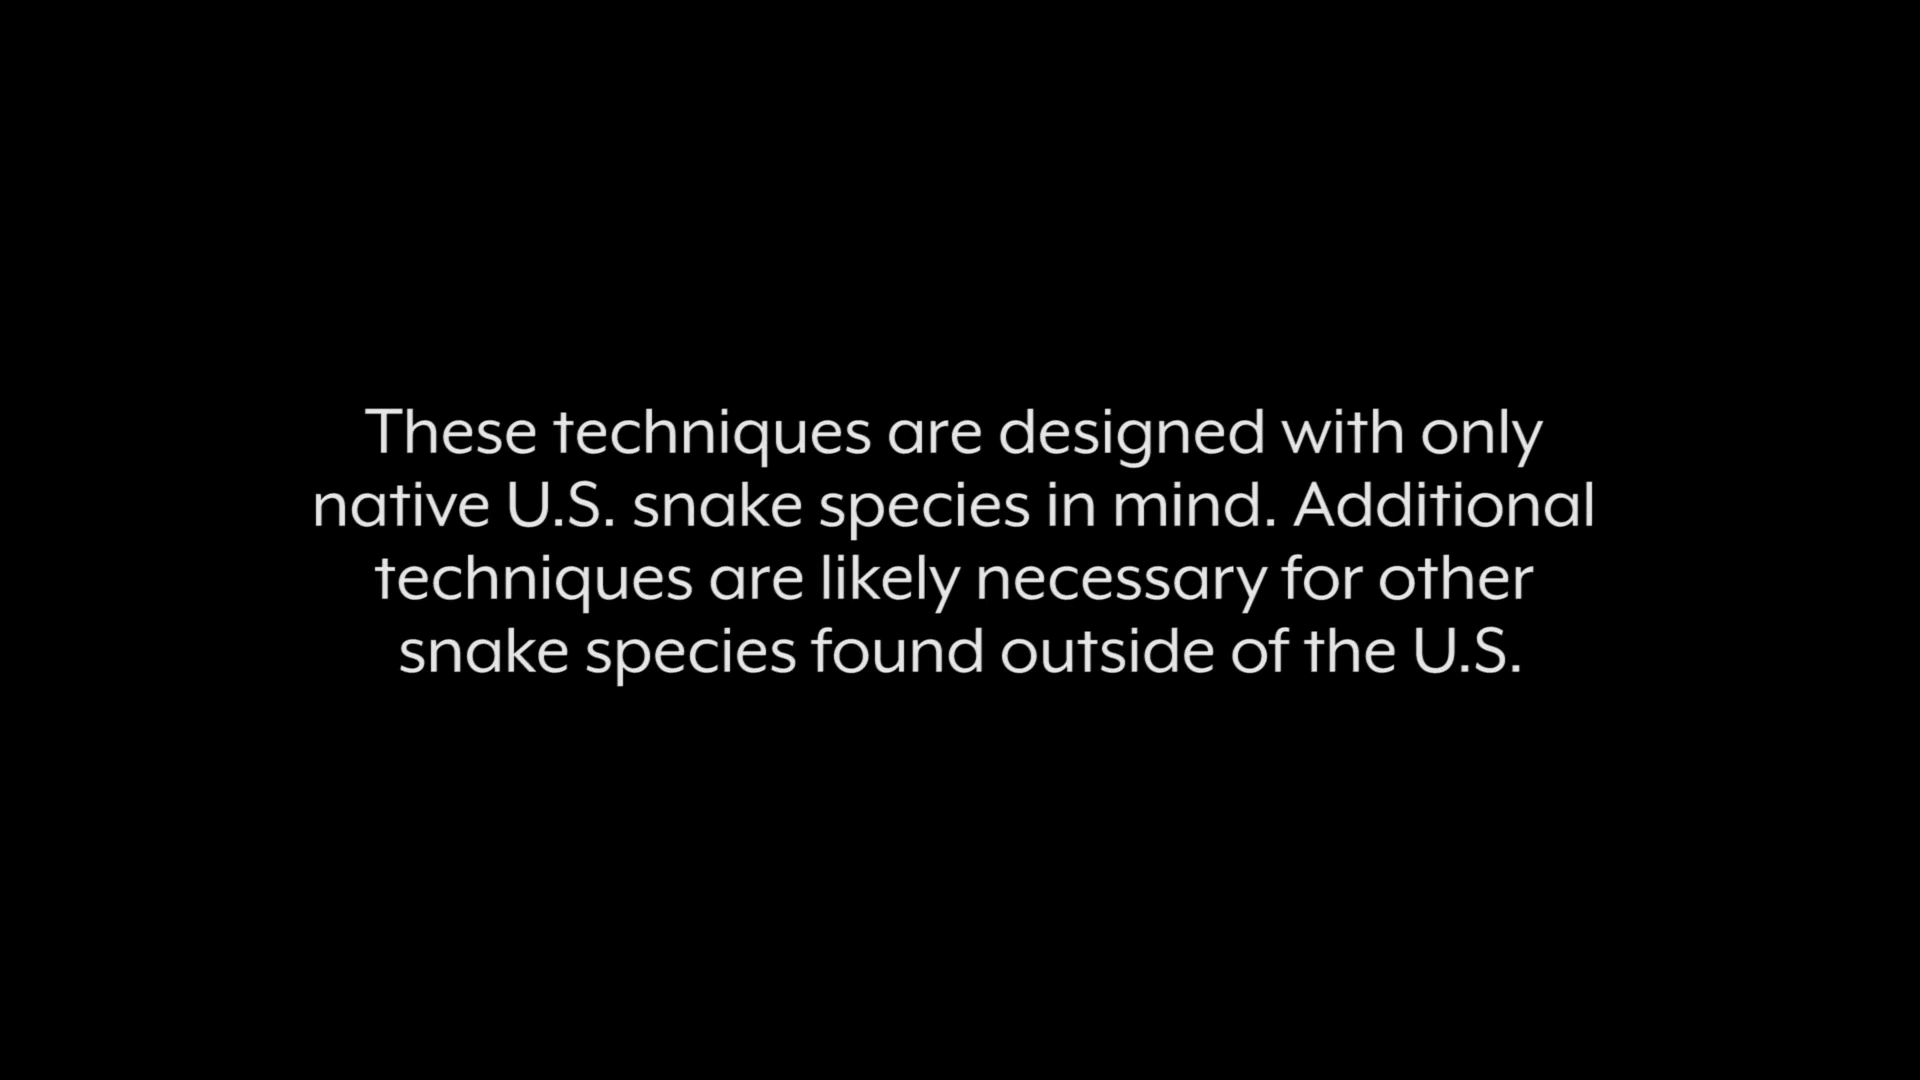 These techniques are designed with only
native U.S. snake species in mind. Additional
techniques are likely necessary for other
snake species found outside of the U.S.